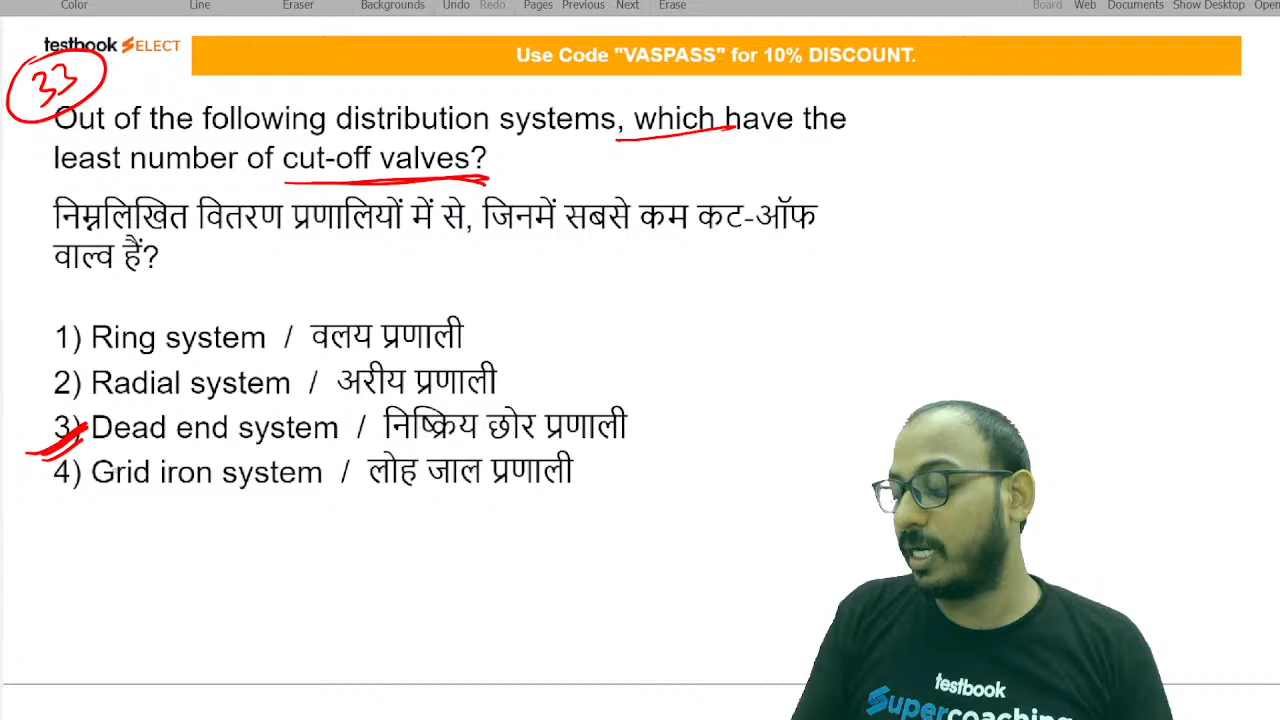 Color Line Eraser Backgrounds Undo Redo Pages Previous Next Erase Board Web Documents Show Desktop
testbook SELECT
Use Code "VASPASS" for 10% DISCOUNT.
33
Out of the following distribution systems, which have the
least number of cut-off valves?
निम्नलिखित वितरण प्रणालियों में से, जिनमें सबसे कम कट-ऑफ
वाल्व हैं?
1) Ring system / वलय प्रणाली
2) Radial system / अरीय प्रणाली
3) Dead end system / निष्क्रिय छोर प्रणाली
4) Grid iron system / लोह जाल प्रणाली
testbook
Supercoaching